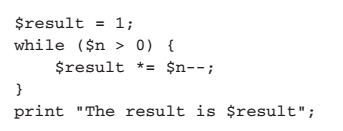 $result = 1;
while ($n > 0) {
    $result *= $n--;
}
print "The result is $result";